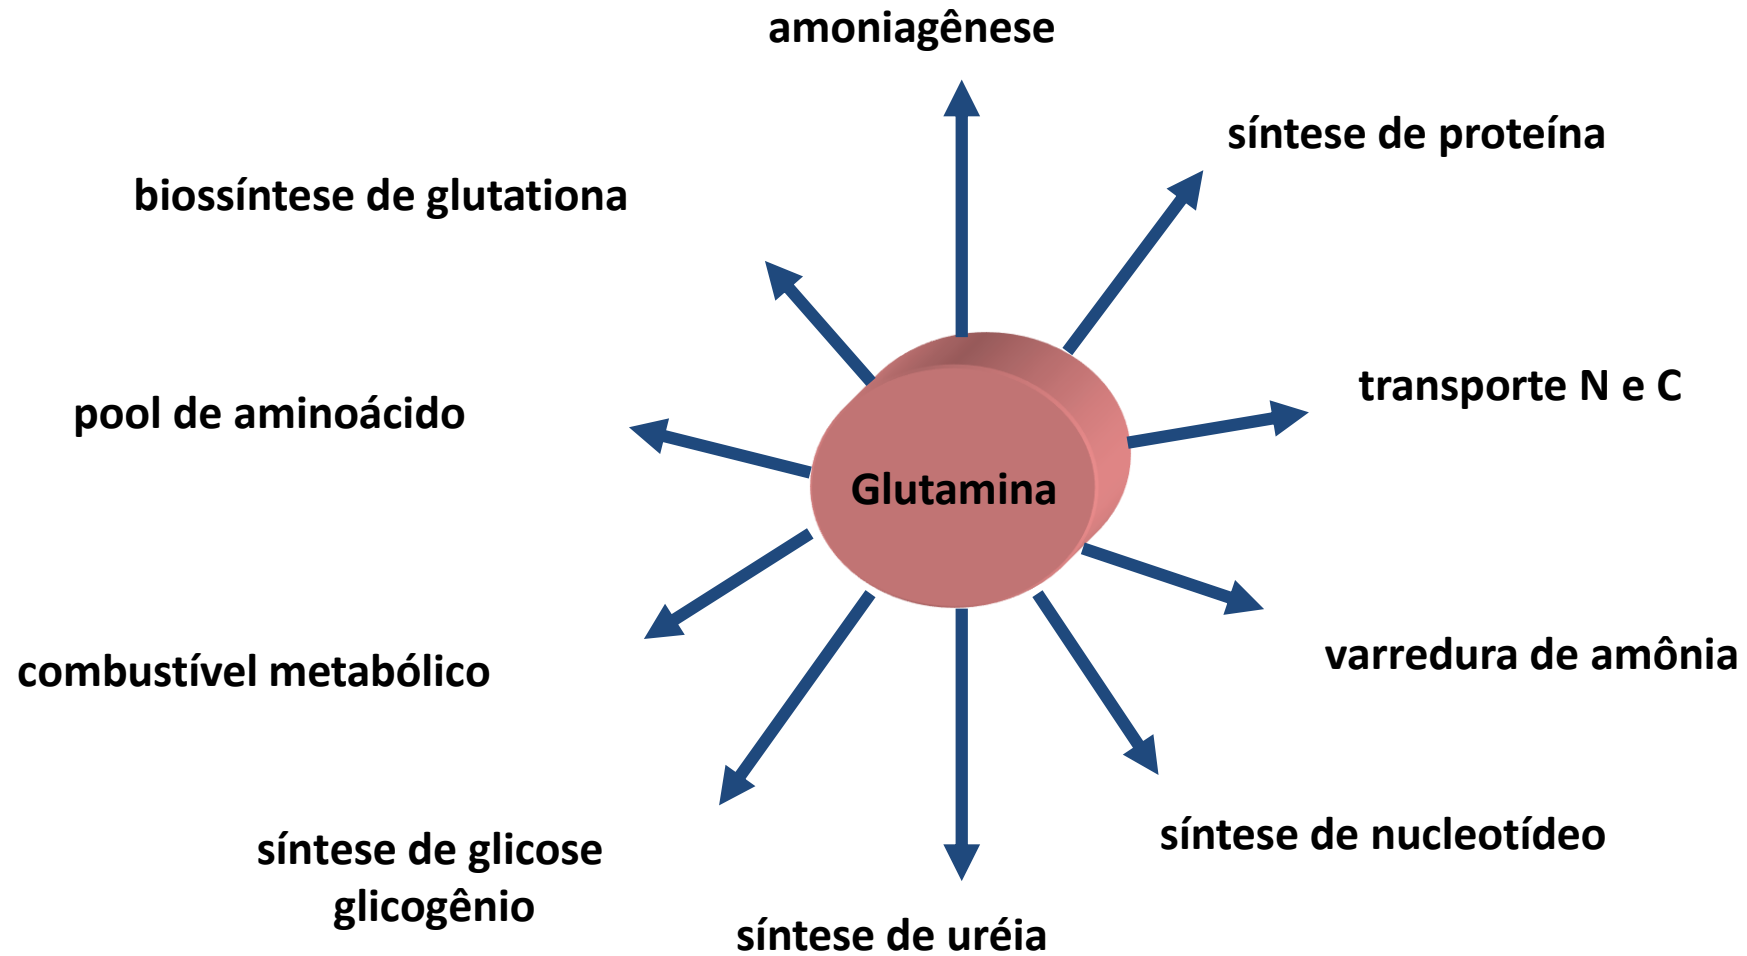 amoniagênese
síntese de proteína
biossíntese de glutationa
transporte N e C
pool de aminoácido
Glutamina
varredura de amônia
combustível metabólico
síntese de nucleotídeo
síntese de glicose
glicogênio
síntese de uréia